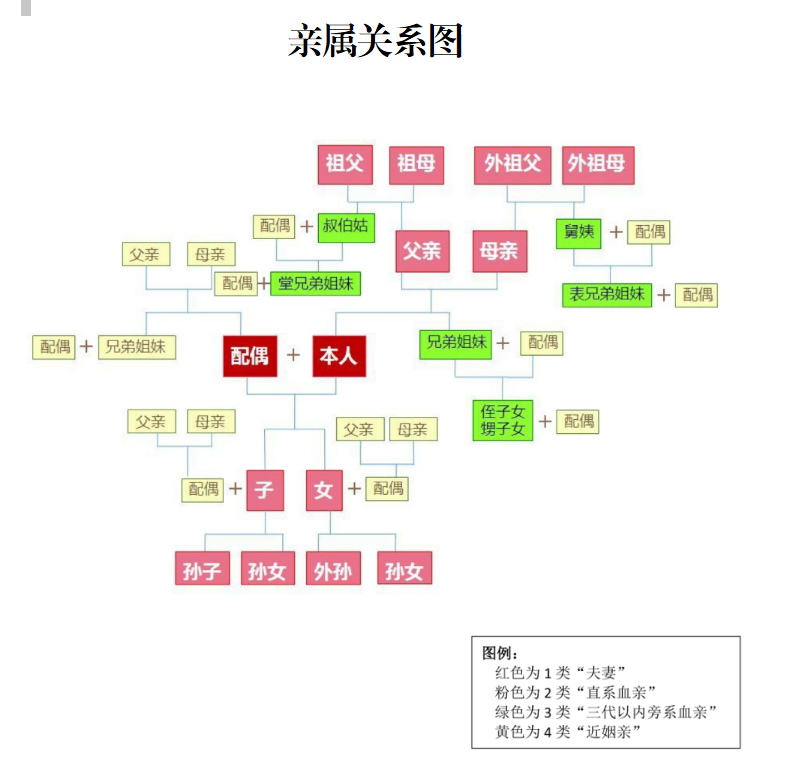 亲属关系图
祖父 祖母 外祖父 外祖母
配偶 + 叔伯姑 舅姨 + 配偶
父亲 母亲 父亲 母亲
配偶 + 堂兄弟姐妹 表兄弟姐妹 + 配偶
配偶 + 兄弟姐妹 配偶 + 本人 兄弟姐妹 + 配偶
侄子女
甥子女 + 配偶
父亲 母亲 父亲 母亲
配偶 + 子 女 + 配偶
孙子 孙女 外孙 孙女
图例:
红色为 1 类“夫妻”
粉色为 2 类“直系血亲”
绿色为 3 类“三代以内旁系血亲”
黄色为 4 类“近姻亲”